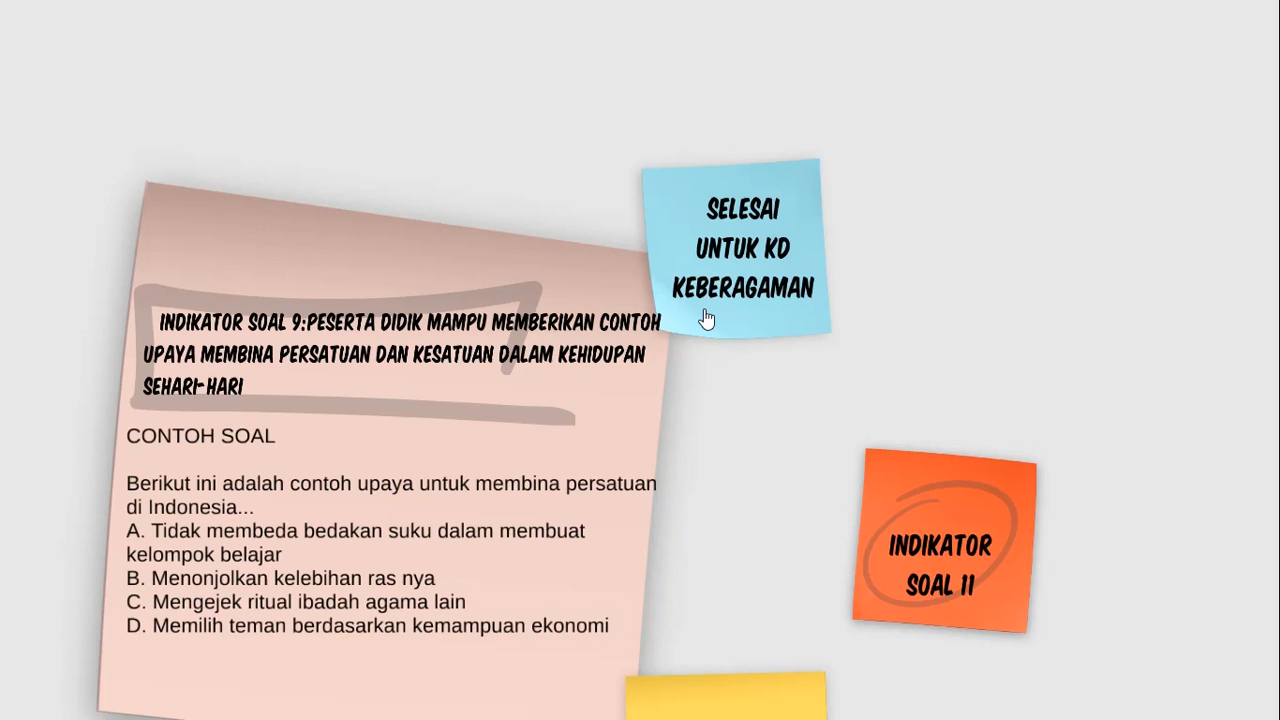 INDIKATOR SOAL 9:PESERTA DIDIK MAMPU MEMBERIKAN CONTOH
UPAYA MEMBINA PERSATUAN DAN KESATUAN DALAM KEHIDUPAN
SEHARI-HARI
CONTOH SOAL
Berikut ini adalah contoh upaya untuk membina persatuan
di Indonesia...
A. Tidak membeda bedakan suku dalam membuat
kelompok belajar
B. Menonjolkan kelebihan ras nya
C. Mengejek ritual ibadah agama lain
D. Memilih teman berdasarkan kemampuan ekonomi
SELESAI
UNTUK KD
KEBERAGAMAN
INDIKATOR
SOAL 11